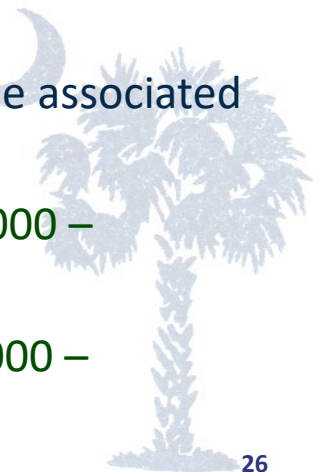 e associated
000 –
000 –
26